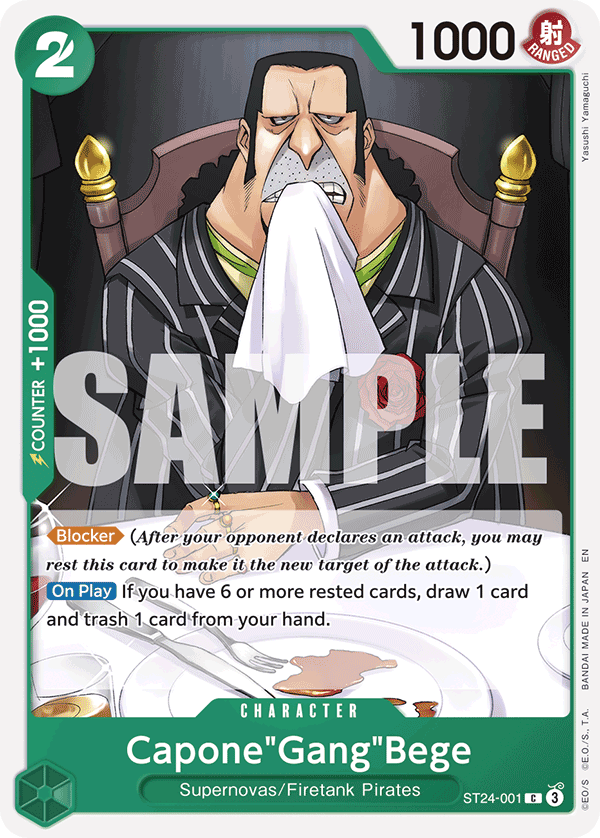 2
1000
射
RANGED
Yasushi Yamaguchi
COUNTER +1000
SAMPLE
Blocker (After your opponent declares an attack, you may
rest this card to make it the new target of the attack.)
On Play If you have 6 or more rested cards, draw 1 card
and trash 1 card from your hand.
CHARACTER
Capone"Gang"Bege
Supernovas/Firetank Pirates
ST24-001 C 3
©E.O/S ©E.O./S., T.A. BANDAI MADE IN JAPAN EN